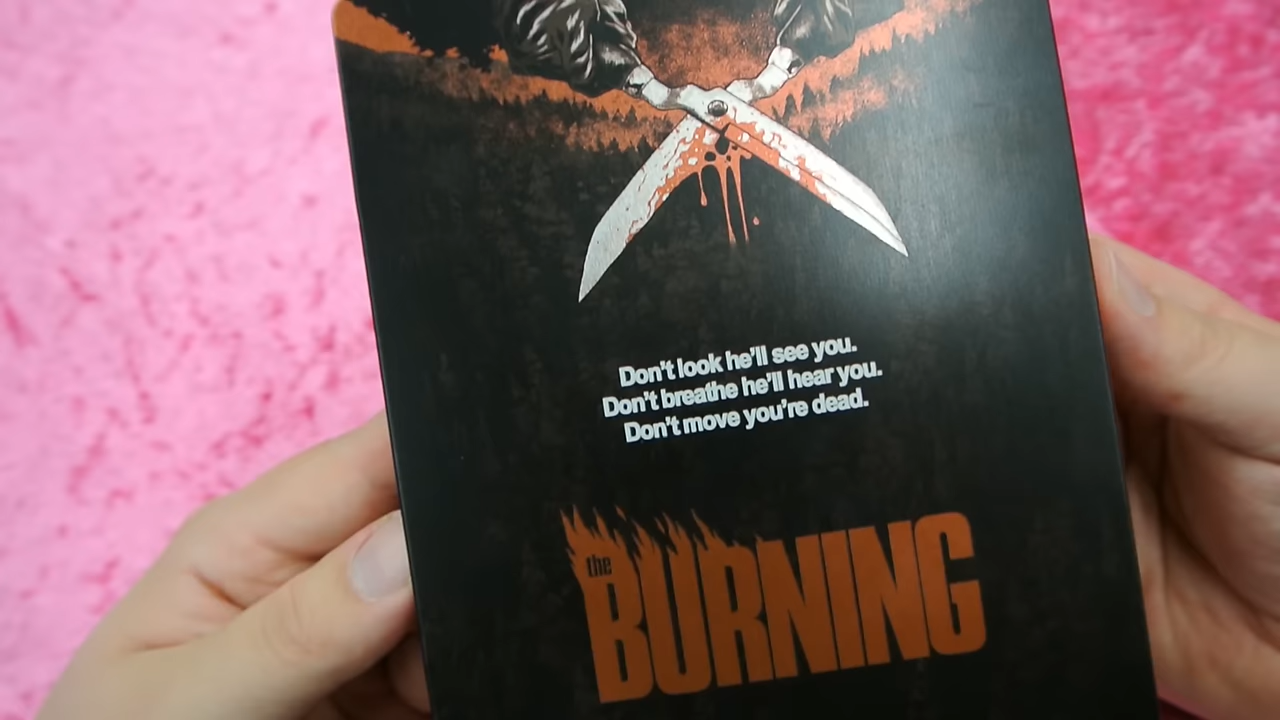 Don't look he'll see you.
Don't breathe he'll hear you.
Don't move you're dead.
the
BURNING